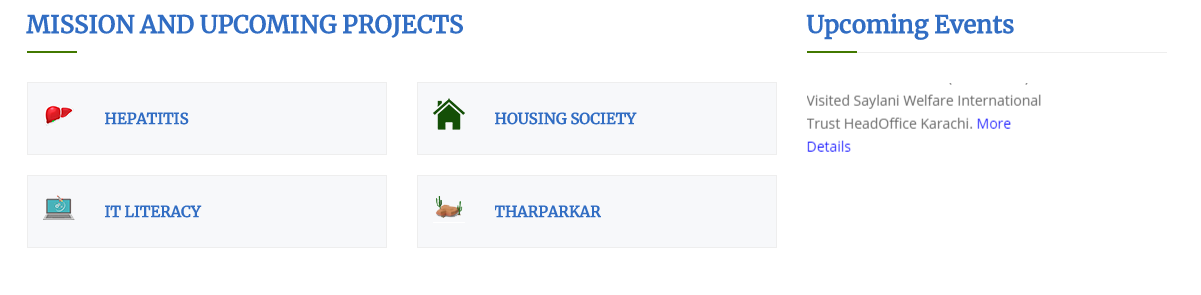 MISSION AND UPCOMING PROJECTS
HEPATITIS
HOUSING SOCIETY
IT LITERACY
THARPARKAR
Upcoming Events
Visited Saylani Welfare International
Trust HeadOffice Karachi. More
Details